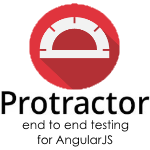 Protractor
end to end testing
for AngularJS